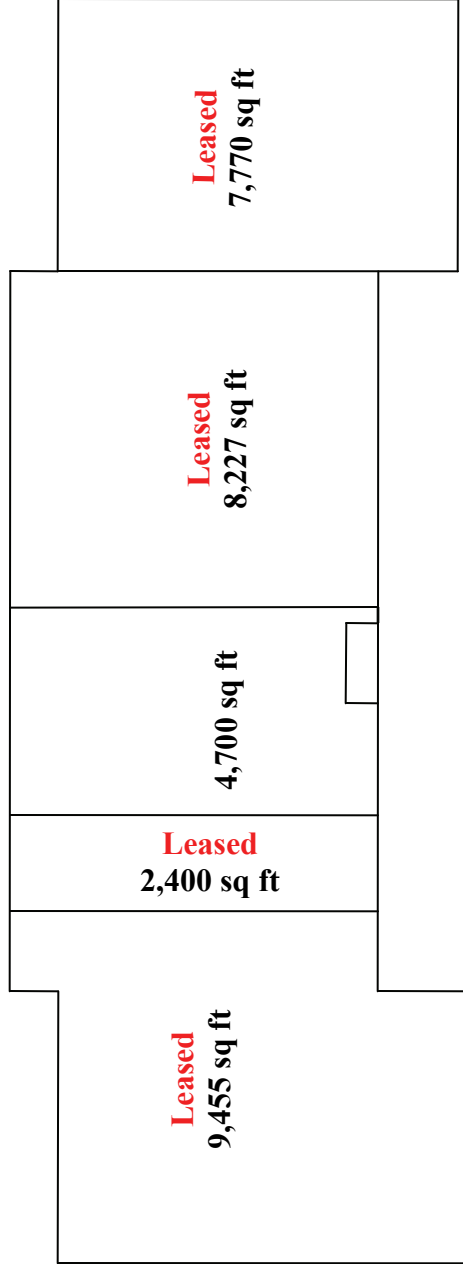 Leased
7,770 sq ft
Leased
8,227 sq ft
4,700 sq ft
Leased
2,400 sq ft
Leased
9,455 sq ft